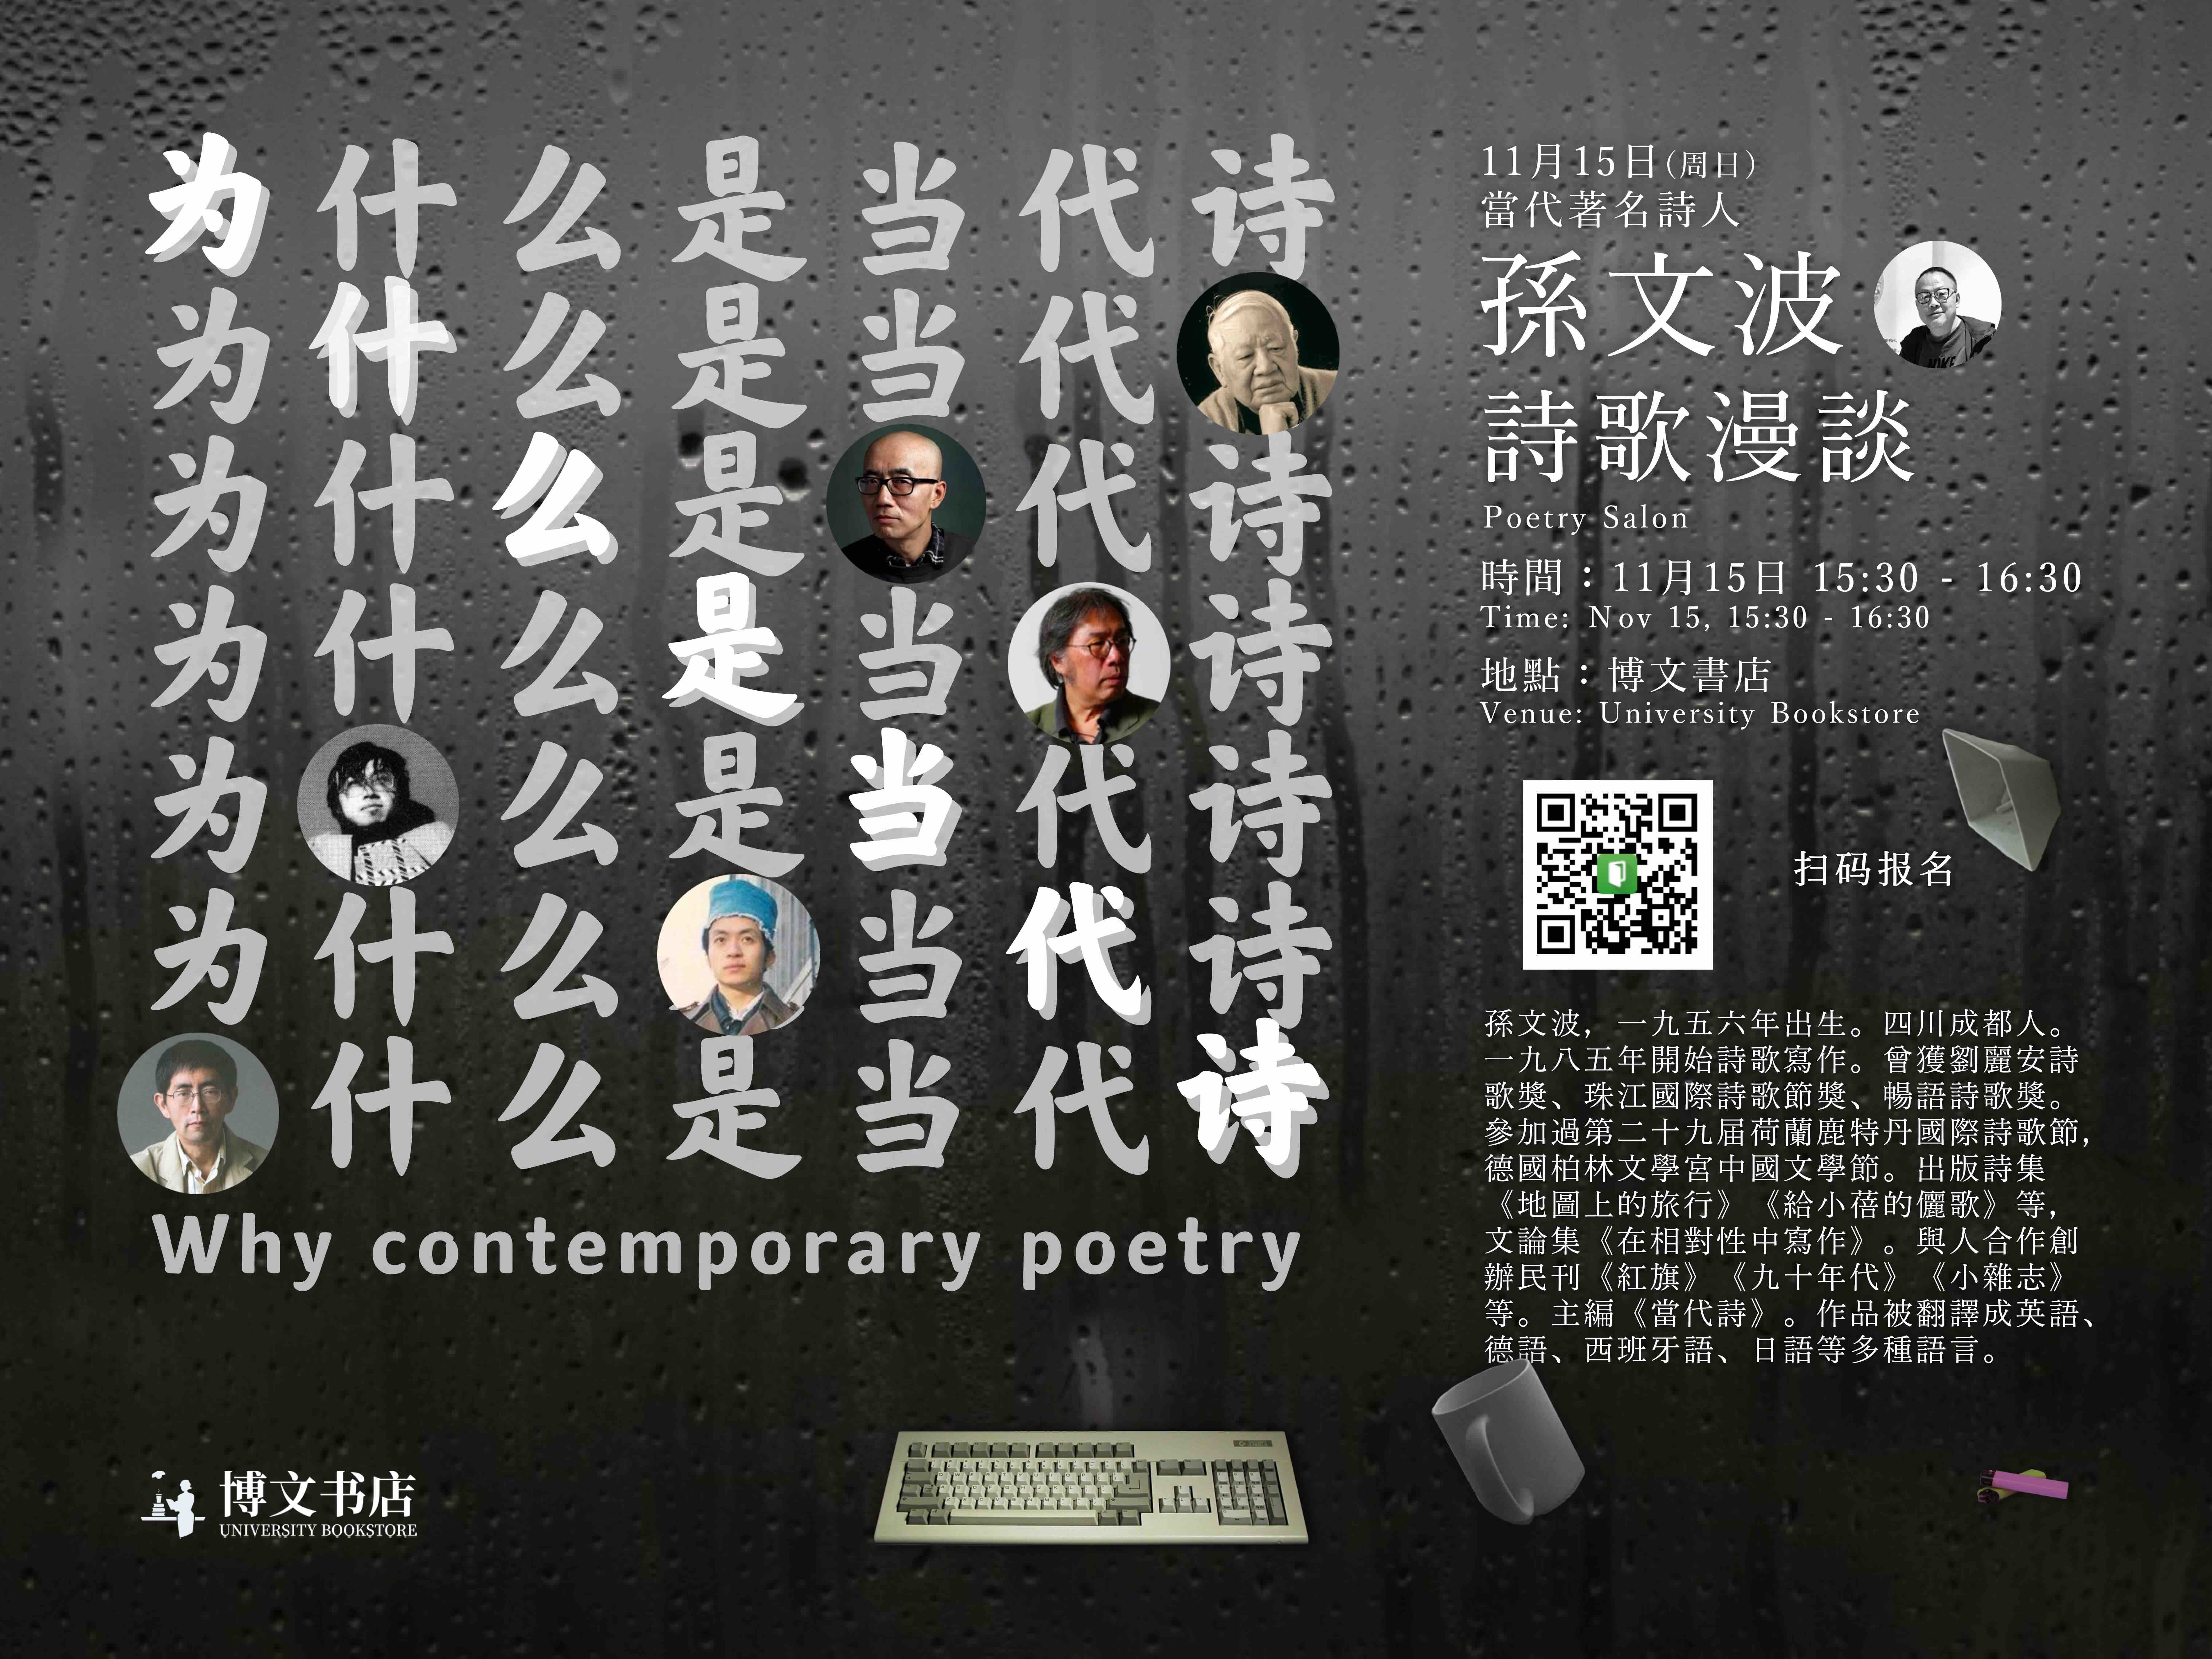 为什么是当代诗
为什么是当代
为什么是代诗
为什么是当诗
为么是当代诗
为什么当代诗
什么是当代诗
Why contemporary poetry
博文书店
UNIVERSITY BOOKSTORE
11月15日(周日)
當代著名詩人
孫文波
詩歌漫談
Poetry Salon
時間：11月15日 15:30 - 16:30
Time: Nov 15, 15:30 - 16:30
地點：博文書店
Venue: University Bookstore
扫码报名
孫文波，一九五六年出生。四川成都人。
一九八五年開始詩歌寫作。曾獲劉麗安詩
歌獎、珠江國際詩歌節獎、暢語詩歌獎。
參加過第二十九届荷蘭鹿特丹國際詩歌節，
德國柏林文學宮中國文學節。出版詩集
《地圖上的旅行》《給小蓓的儷歌》等，
文論集《在相對性中寫作》。與人合作創
辦民刊《紅旗》《九十年代》《小雜志》
等。主編《當代詩》。作品被翻譯成英語、
德語、西班牙語、日語等多種語言。